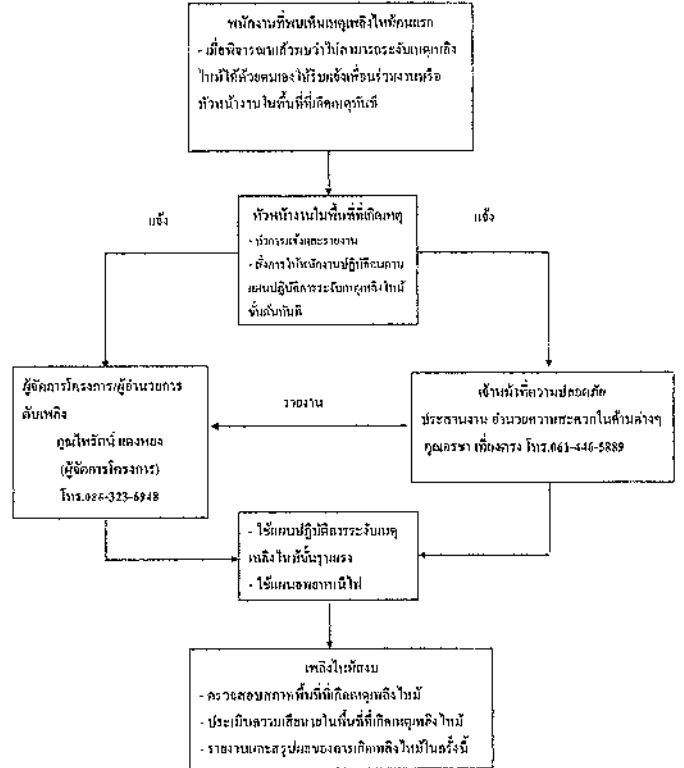 พนักงานที่พบเห็นเหตุเพลิงไหม้คนแรก
- เมื่อพิจารณาแล้วพบว่าไม่สามารถระงับเหตุเพลิง
ไหม้ได้ด้วยตนเองให้รีบแจ้งเพื่อนร่วมงานหรือ
หัวหน้างานในพื้นที่ที่เกิดเหตุทันที
หัวหน้างานในพื้นที่ที่เกิดเหตุ
- ทำการแจ้งและรายงาน
- สั่งการให้พนักงานปฏิบัติตาม
แผนปฏิบัติการระงับเหตุเพลิงไหม้
ขั้นต้นทันที
แจ้ง
แจ้ง
ผู้จัดการโครงการ/ผู้อำนวยการ
ดับเพลิง
คุณไพรัตน์
(ผู้จัดการโครงการ)
โทร.086-323-6948
รายงาน
เจ้าหน้าที่ความปลอดภัย
ประสานงาน อำนวยความสะดวกในด้านต่างๆ
คุณอรชา เที่ยงตรง โทร.061-446-5889
- ใช้แผนปฏิบัติการระงับเหตุ
เพลิงไหม้ขั้นรุนแรง
- ใช้แผนอพยพหนีไฟ
เพลิงไหม้สงบ
- ตรวจสอบสภาพพื้นที่ที่เกิดเหตุเพลิงไหม้
- ประเมินความเสียหายในพื้นที่ที่เกิดเหตุเพลิงไหม้
- รายงานและสรุปผลของการเกิดเพลิงไหม้ในครั้งนี้